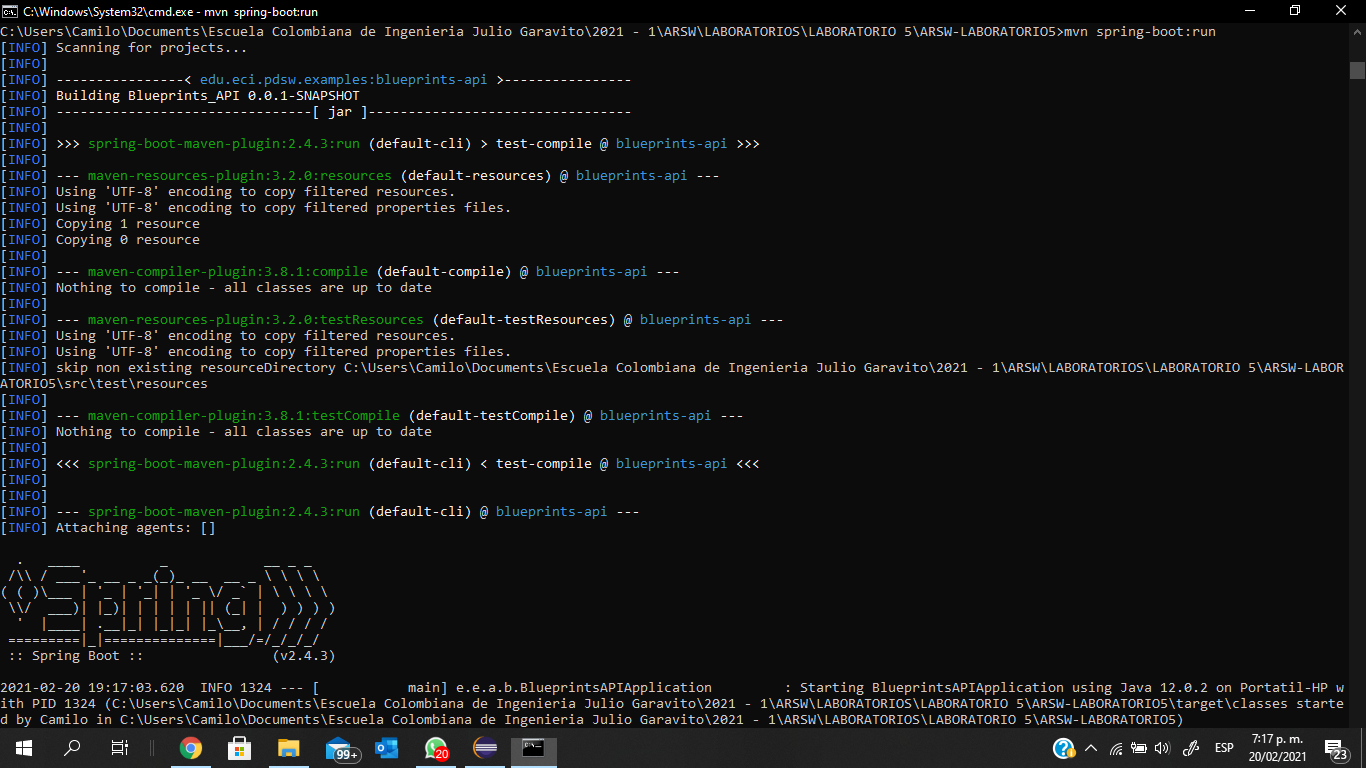 C:\Windows\System32\cmd.exe - mvn  spring-boot:run
C:\Users\Camilo\Documents\Escuela Colombiana de Ingenieria Julio Garavito\2021 - 1\ARSW\LABORATORIOS\LABORATORIO 5\ARSW-LABORATORIO5>mvn spring-boot:run
[INFO] Scanning for projects...
[INFO]
[INFO] ----------------< edu.eci.pdsw.examples:blueprints-api >----------------
[INFO] Building Blueprints_API 0.0.1-SNAPSHOT
[INFO] --------------------------------[ jar ]---------------------------------
[INFO]
[INFO] >>> spring-boot-maven-plugin:2.4.3:run (default-cli) > test-compile @ blueprints-api >>>
[INFO]
[INFO] --- maven-resources-plugin:3.2.0:resources (default-resources) @ blueprints-api ---
[INFO] Using 'UTF-8' encoding to copy filtered resources.
[INFO] Using 'UTF-8' encoding to copy filtered properties files.
[INFO] Copying 1 resource
[INFO] Copying 0 resource
[INFO]
[INFO] --- maven-compiler-plugin:3.8.1:compile (default-compile) @ blueprints-api ---
[INFO] Nothing to compile - all classes are up to date
[INFO]
[INFO] --- maven-resources-plugin:3.2.0:testResources (default-testResources) @ blueprints-api ---
[INFO] Using 'UTF-8' encoding to copy filtered resources.
[INFO] Using 'UTF-8' encoding to copy filtered properties files.
[INFO] skip non existing resourceDirectory C:\Users\Camilo\Documents\Escuela Colombiana de Ingenieria Julio Garavito\2021 - 1\ARSW\LABORATORIOS\LABORATORIO 5\ARSW-LABOR
ATORIO5\src\test\resources
[INFO]
[INFO] --- maven-compiler-plugin:3.8.1:testCompile (default-testCompile) @ blueprints-api ---
[INFO] Nothing to compile - all classes are up to date
[INFO]
[INFO] <<< spring-boot-maven-plugin:2.4.3:run (default-cli) < test-compile @ blueprints-api <<<
[INFO]
[INFO]
[INFO] --- spring-boot-maven-plugin:2.4.3:run (default-cli) @ blueprints-api ---
[INFO] Attaching agents: []
  .   ____          _            __ _ _
 /\\ / ___'_ __ _ _(_)_ __  __ _ \ \ \ \
( ( )\___ | '_ | '_| | '_ \/ _` | \ \ \ \
 \\/  ___)| |_)| | | | | || (_| |  ) ) ) )
  '  |____| .__|_| |_|_| |_\__, | / / / /
 =========|_|==============|___/=/_/_/_/
 :: Spring Boot ::                (v2.4.3)
2021-02-20 19:17:03.620  INFO 1324 --- [           main] e.e.a.b.BlueprintsAPIApplication         : Starting BlueprintsAPIApplication using Java 12.0.2 on Portatil-HP w
ith PID 1324 (C:\Users\Camilo\Documents\Escuela Colombiana de Ingenieria Julio Garavito\2021 - 1\ARSW\LABORATORIOS\LABORATORIO 5\ARSW-LABORATORIO5\target\classes starte
d by Camilo in C:\Users\Camilo\Documents\Escuela Colombiana de Ingenieria Julio Garavito\2021 - 1\ARSW\LABORATORIOS\LABORATORIO 5\ARSW-LABORATORIO5)
99+
20
ESP
7:17 p. m.
20/02/2021
23